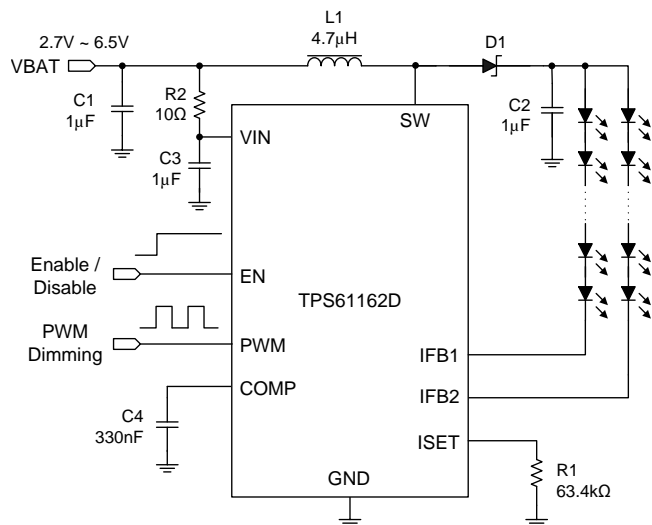 L1
4.7µH
2.7V ~ 6.5V
VBAT
D1
C1
1µF
R2
10Ω
C2
1µF
SW
VIN
C3
1µF
Enable /
Disable
EN
TPS61162D
PWM
Dimming
PWM
IFB1
COMP
IFB2
C4
330nF
ISET
R1
63.4kΩ
GND